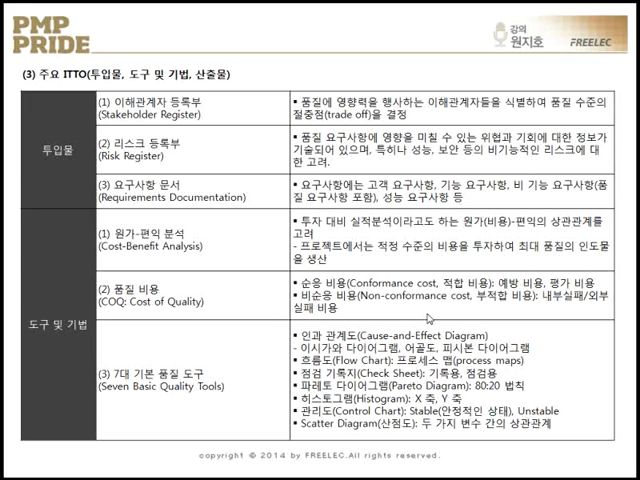 PMP
PRIDE
강의
원지호
FREELEC
(3) 주요 ITTO(투입물, 도구 및 기법, 산출물)
투입물
(1) 이해관계자 등록부
(Stakeholder Register)
▪ 품질에 영향력을 행사하는 이해관계자들을 식별하여 품질 수준의
절충점(trade off)을 결정
(2) 리스크 등록부
(Risk Register)
▪ 품질 요구사항에 영향을 미칠 수 있는 위협과 기회에 대한 정보가
기술되어 있으며, 특히나 성능, 보안 등의 비기능적인 리스크에 대
한 고려.
(3) 요구사항 문서
(Requirements Documentation)
▪ 요구사항에는 고객 요구사항, 기능 요구사항, 비 기능 요구사항(품
질 요구사항 포함), 성능 요구사항 등
도구 및 기법
(1) 원가-편익 분석
(Cost-Benefit Analysis)
▪ 투자 대비 실적분석이라고도 하는 원가(비용)-편익의 상관관계를
고려
- 프로젝트에서는 적정 수준의 비용을 투자하여 최대 품질의 인도물
을 생산
(2) 품질 비용
(COQ: Cost of Quality)
▪ 순응 비용(Conformance cost, 적합 비용): 예방 비용, 평가 비용
▪ 비순응 비용(Non-conformance cost, 부적합 비용): 내부실패/외부
실패 비용
(3) 7대 기본 품질 도구
(Seven Basic Quality Tools)
▪ 인과 관계도(Cause-and-Effect Diagram)
- 이시가와 다이어그램, 어골도, 피시본 다이어그램
▪ 흐름도(Flow Chart): 프로세스 맵(process maps)
▪ 점검 기록지(Check Sheet): 기록용, 점검용
▪ 파레토 다이어그램(Pareto Diagram): 80:20 법칙
▪ 히스토그램(Histogram): X 축, Y 축
▪ 관리도(Control Chart): Stable(안정적인 상태), Unstable
▪ Scatter Diagram(산점도): 두 가지 변수 간의 상관관계
copyright © 2014 by FREELEC.All rights reserved.